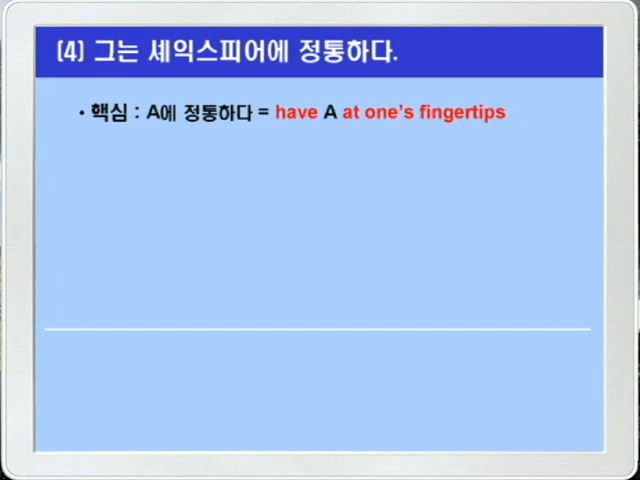 (4) 그는 셰익스피어에 정통하다.
• 핵심 : A에 정통하다 = have A at one's fingertips